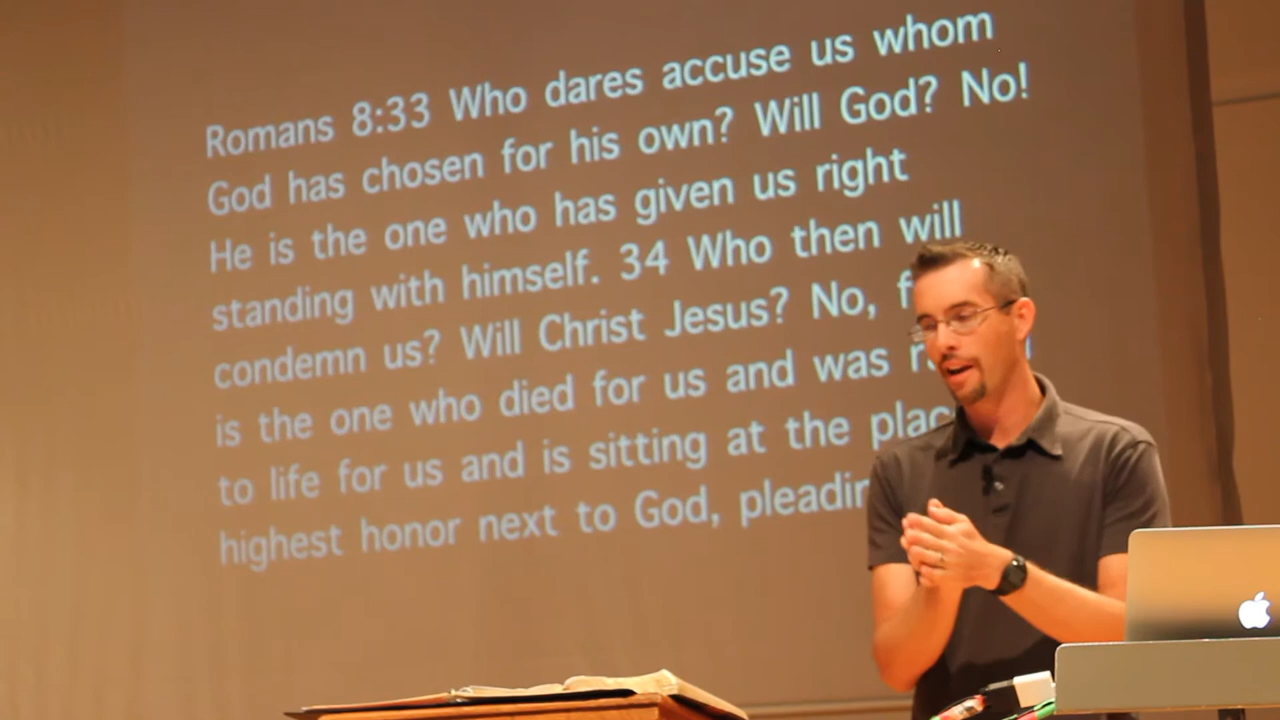 Romans 8:33 Who dares accuse us whom
God has chosen for his own? Will God? No!
He is the one who has given us right
standing with himself. 34 Who then will
condemn us? Will Christ Jesus? No,
is the one who died for us and was
to life for us and is sitting at the
highest honor next to God,